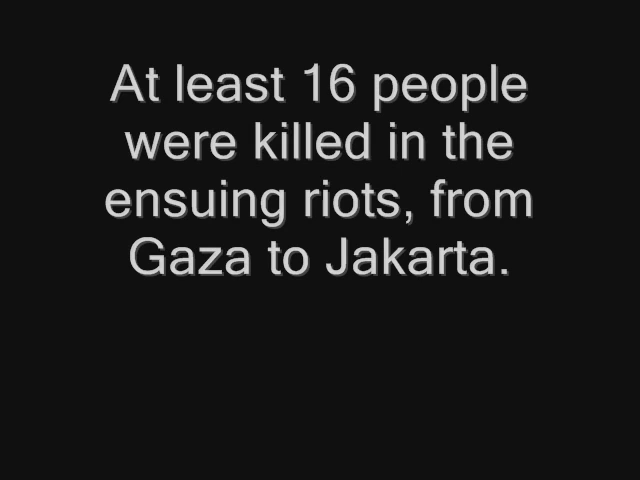 At least 16 people
were killed in the
ensuing riots, from
Gaza to Jakarta.